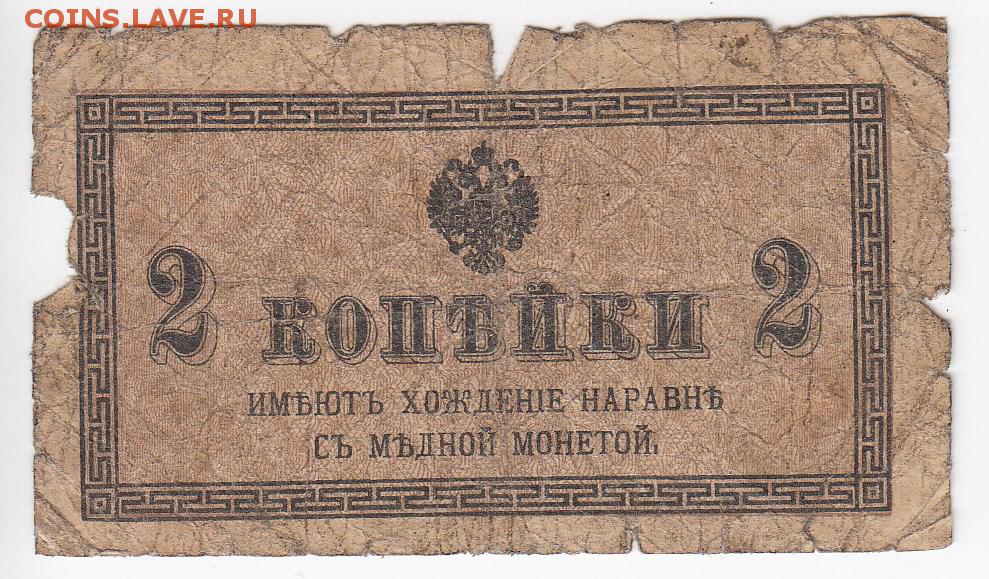 COINS.LAVE.RU
2 КОПѢЙКИ 2
ИМѢЮТЪ ХОЖДЕНІЕ НАРАВНѢ
СЪ МѢДНОЙ МОНЕТОЙ.